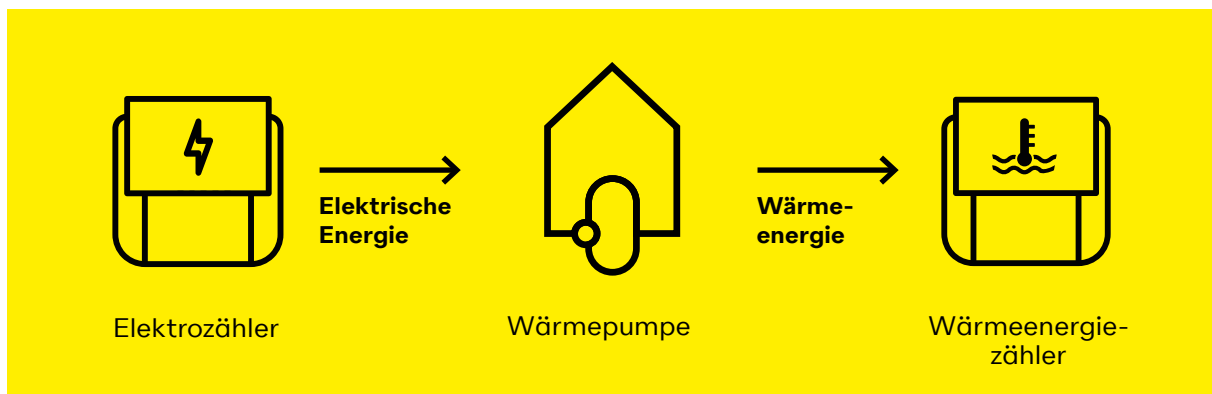 Elektrische
Energie
Wärme-
energie
Elektrozähler
Wärmepumpe
Wärmeenergie-
zähler